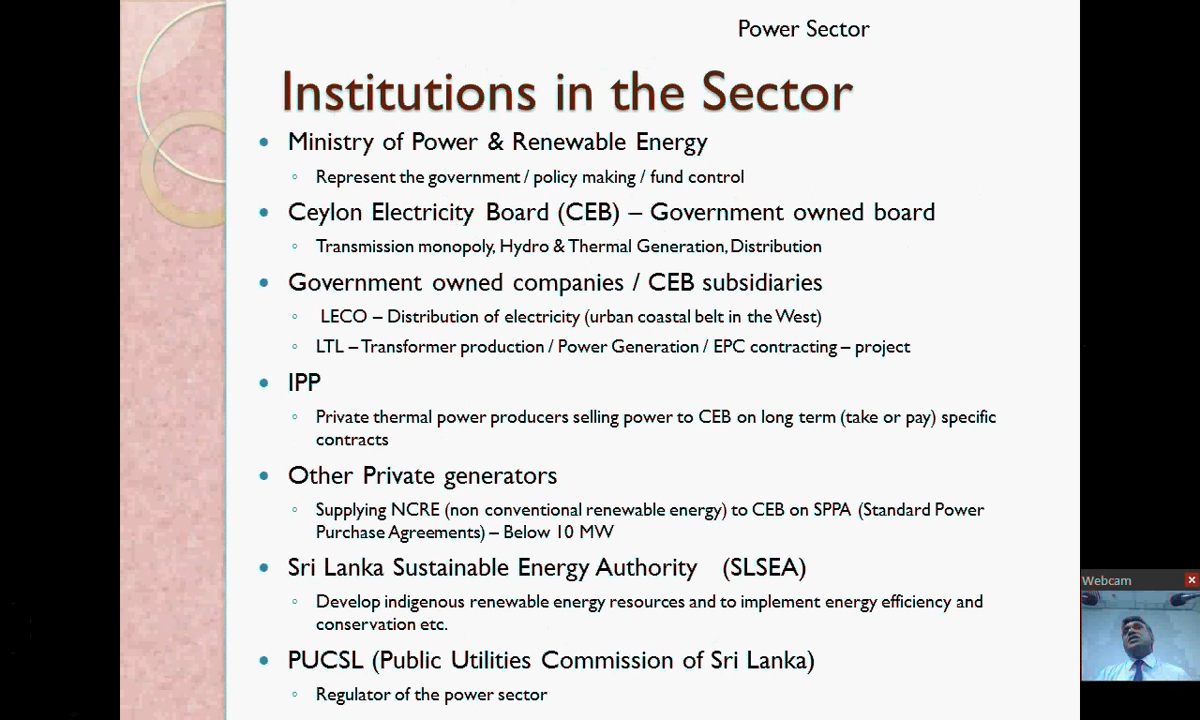 Power Sector
Institutions in the Sector
Ministry of Power & Renewable Energy
Represent the government / policy making / fund control
Ceylon Electricity Board (CEB) – Government owned board
Transmission monopoly, Hydro & Thermal Generation, Distribution
Government owned companies / CEB subsidiaries
LECO – Distribution of electricity (urban coastal belt in the West)
LTL – Transformer production / Power Generation / EPC contracting – project
IPP
Private thermal power producers selling power to CEB on long term (take or pay) specific
contracts
Other Private generators
Supplying NCRE (non conventional renewable energy) to CEB on SPPA (Standard Power
Purchase Agreements) – Below 10 MW
Sri Lanka Sustainable Energy Authority (SLSEA)
Develop indigenous renewable energy resources and to implement energy efficiency and
conservation etc.
PUCSL (Public Utilities Commission of Sri Lanka)
Regulator of the power sector
Webcam